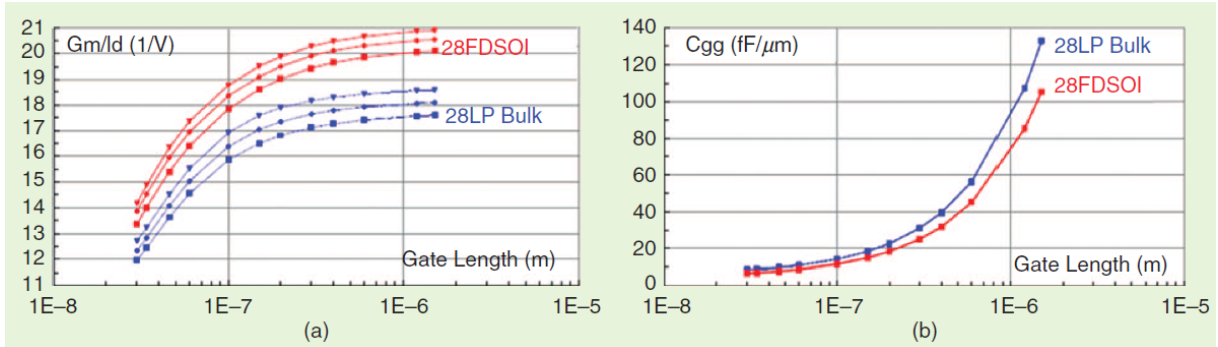 21
20
19
18
17
16
15
14
13
12
11
Gm/Id (1/V)
28FDSOI
28LP Bulk
Gate Length (m)
1E–8
1E–7
1E–6
1E–5
(a)
140
120
100
80
60
40
20
0
Cgg (fF/μm)
28LP Bulk
28FDSOI
Gate Length (m)
1E–8
1E–7
1E–6
1E–5
(b)